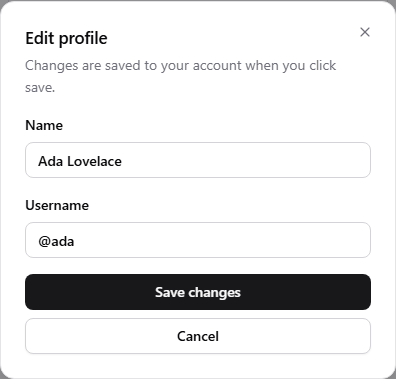 Edit profile
Changes are saved to your account when you click
save.
Name
Ada Lovelace
Username
@ada
Save changes
Cancel